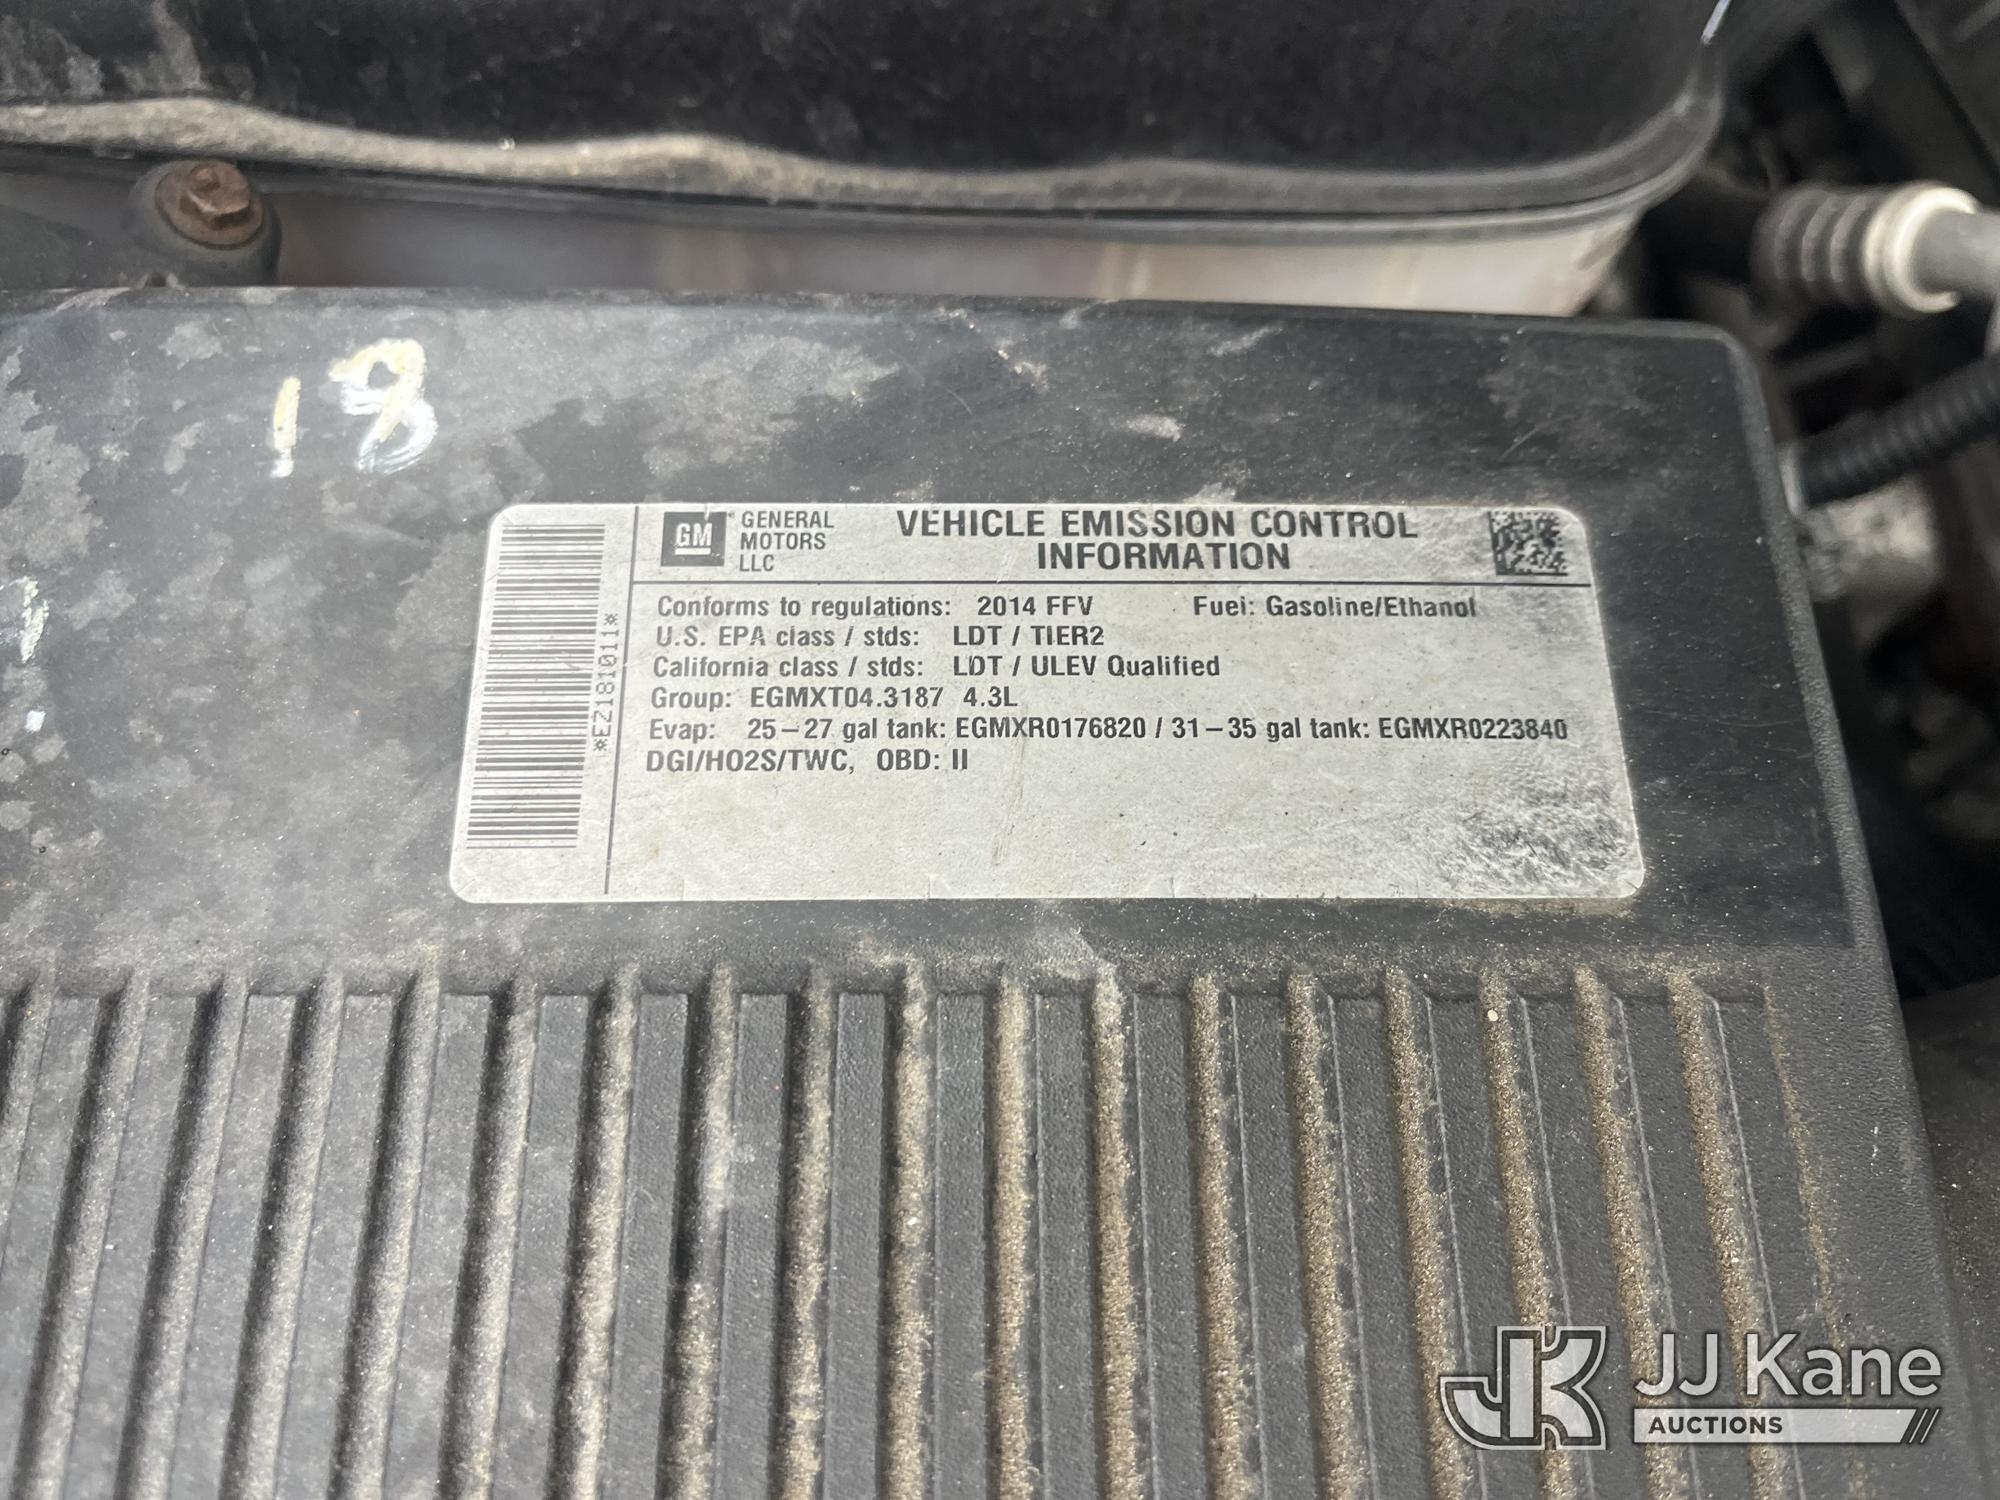 18
GM GENERAL MOTORS LLC
VEHICLE EMISSION CONTROL
INFORMATION
Conforms to regulations: 2014 FFV Fuel: Gasoline/Ethanol
U.S. EPA class / stds: LDT / TIER2
California class / stds: LDT / ULEV Qualified
Group: EGMXT04.3187 4.3L
Evap: 25-27 gal tank: EGMXR0176820 / 31-35 gal tank: EGMXR0223840
DGI/HO2S/TWC, OBD: II
*EZ181011*
JK JJ Kane
AUCTIONS